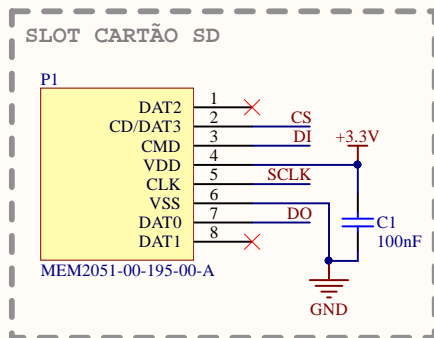 SLOT CARTÃO SD
P1
DAT2 1
CD/DAT3 2 CS
CMD 3 DI
VDD 4 +3.3V
CLK 5 SCLK
VSS 6
DAT0 7 DO
DAT1 8
C1
100nF
MEM2051-00-195-00-A
GND